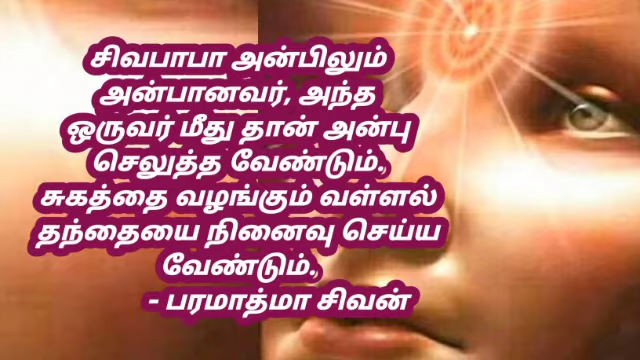 சிவபாபா அன்பிலும்
அன்பானவர், அந்த
ஒருவர் மீது தான் அன்பு
செலுத்த வேண்டும்.
சுகத்தை வழங்கும் வள்ளல்
தந்தையை நினைவு செய்ய
வேண்டும்.
- பரமாத்மா சிவன்